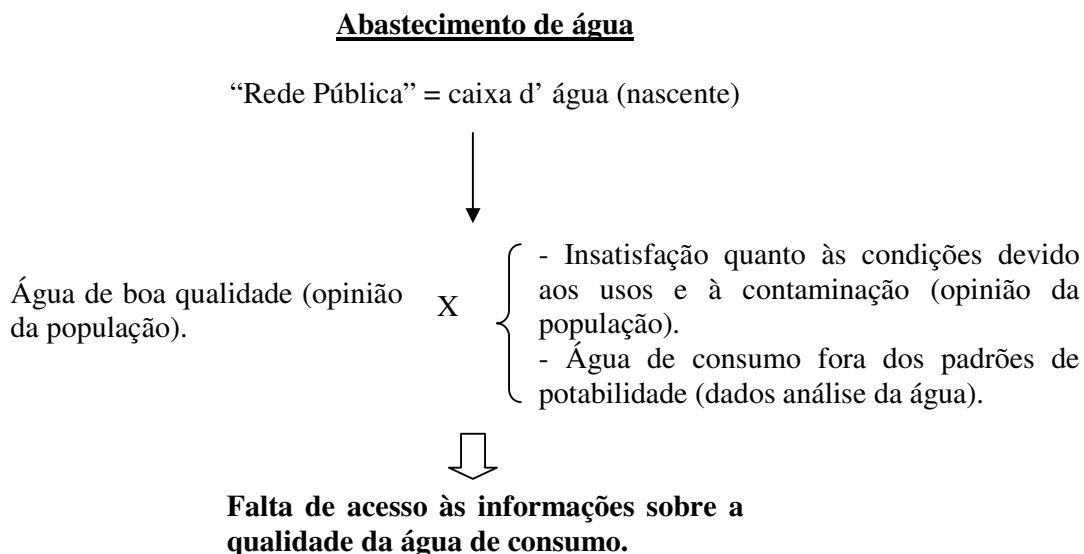 Abastecimento de água
“Rede Pública” = caixa d’ água (nascente)
Água de boa qualidade (opinião
da população).
X
- Insatisfação quanto às condições devido
aos usos e à contaminação (opinião da
população).
- Água de consumo fora dos padrões de
potabilidade (dados análise da água).
Falta de acesso às informações sobre a
qualidade da água de consumo.